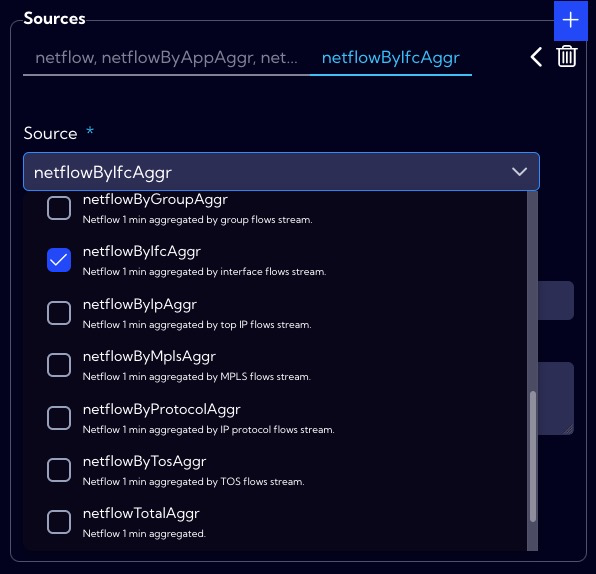 Sources
netflow, netflowByAppAggr, net...
netflowByIfcAggr
Source *
netflowByIfcAggr
netflowByGroupAggr
Netflow 1 min aggregated by group flows stream.
netflowByIfcAggr
Netflow 1 min aggregated by interface flows stream.
netflowByIpAggr
Netflow 1 min aggregated by top IP flows stream.
netflowByMplsAggr
Netflow 1 min aggregated by MPLS flows stream.
netflowByProtocolAggr
Netflow 1 min aggregated by IP protocol flows stream.
netflowByTosAggr
Netflow 1 min aggregated by TOS flows stream.
netflowTotalAggr
Netflow 1 min aggregated.